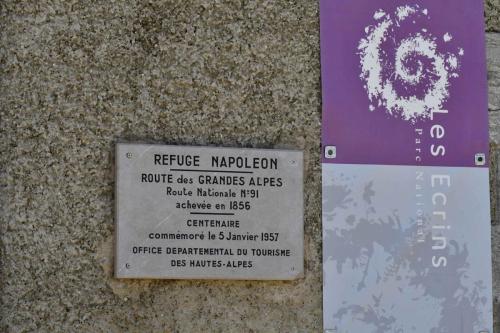 REFUGE NAPOLEON
ROUTE des GRANDES ALPES
Route Nationale Nº91
achevée en 1856
CENTENAIRE
commémoré le 5 Janvier 1957
OFFICE DEPARTEMENTAL DU TOURISME
DES HAUTES-ALPES
Les Ecrins
Parc National